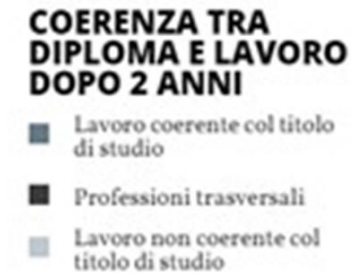 COERENZA TRA
DIPLOMA E LAVORO
DOPO 2 ANNI
Lavoro coerente col titolo
di studio
Professioni trasversali
Lavoro non coerente col
titolo di studio